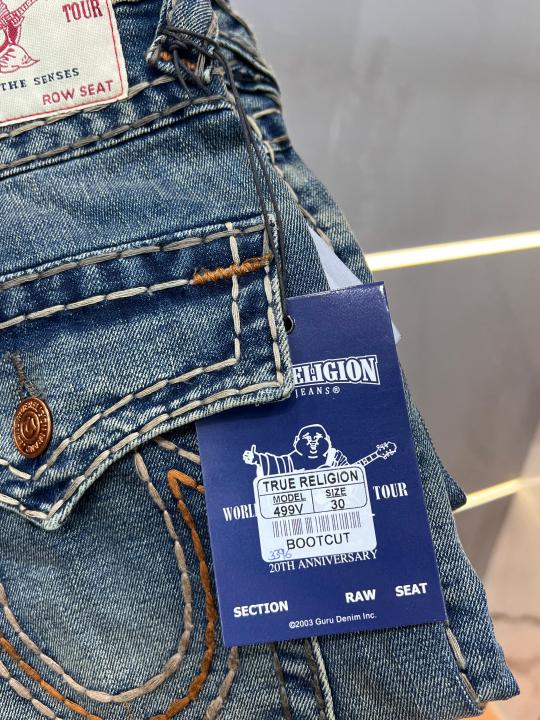 TOUR
THE SENSES
ROW SEAT
RELIGION
JEANS®
TRUE RELIGION
MODEL SIZE
499V 30
BOOTCUT
3396
TOUR
20TH ANNIVERSARY
SECTION RAW SEAT
©2003 Guru Denim Inc.